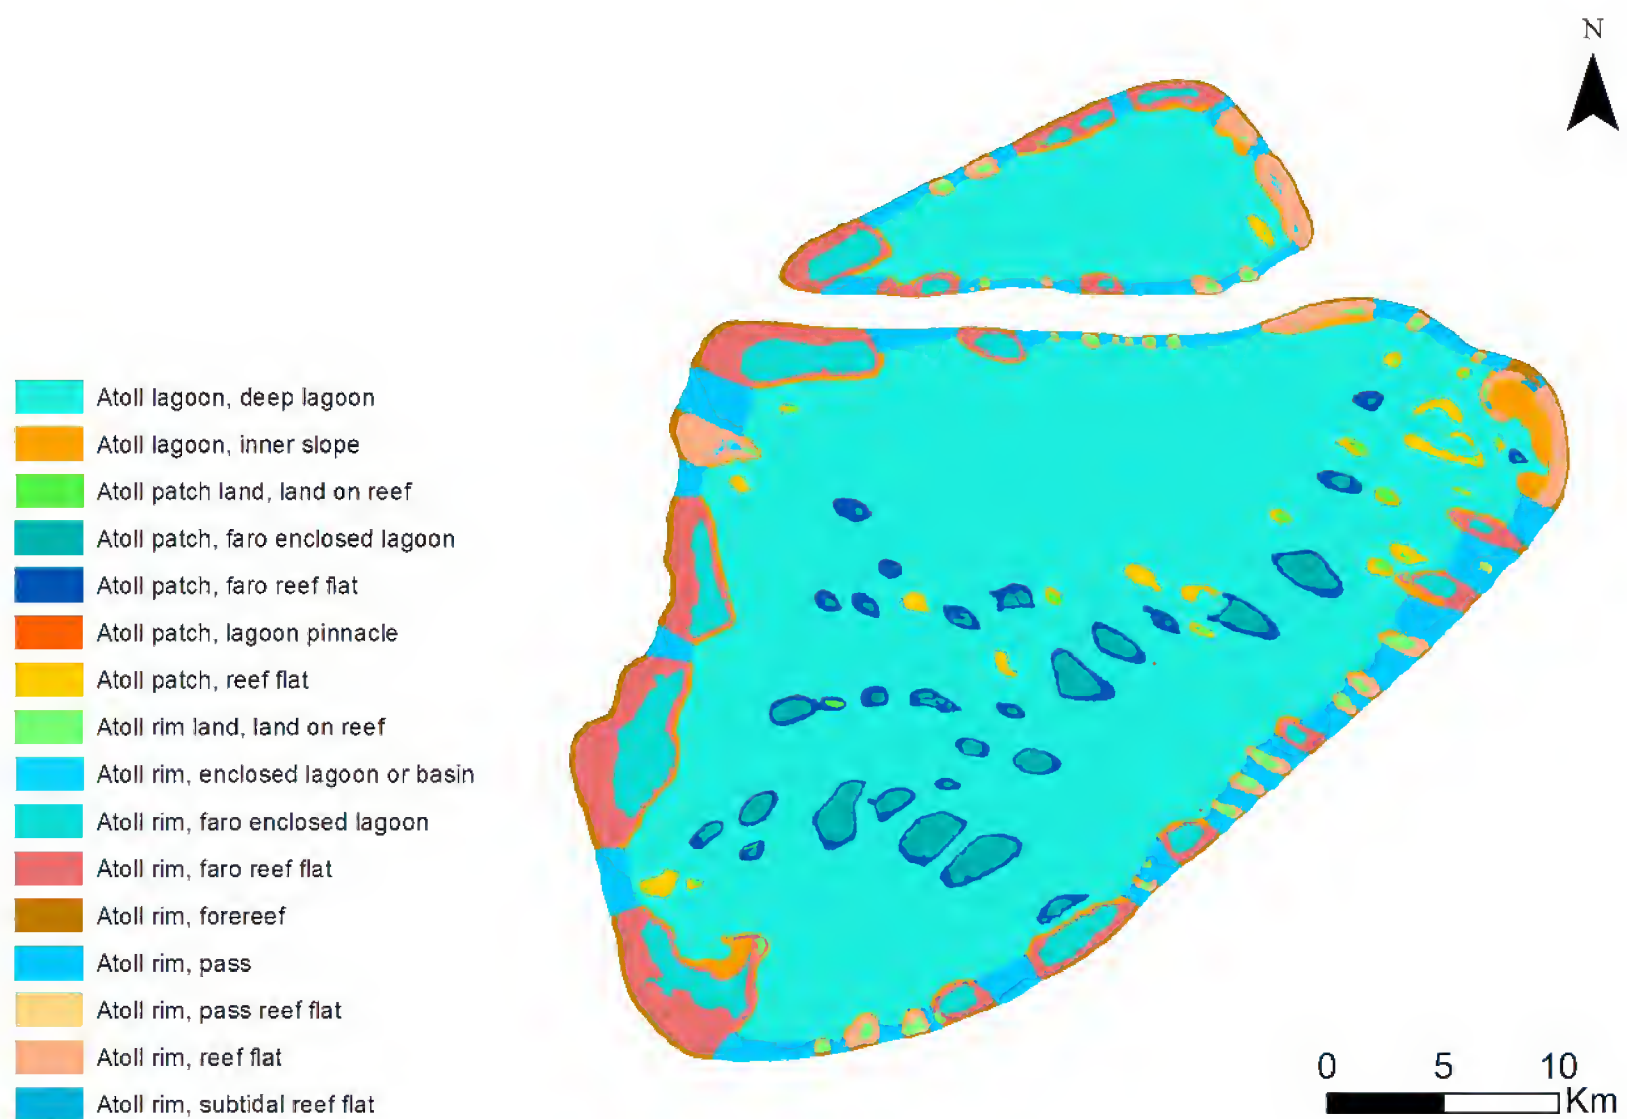 N
Atoll lagoon, deep lagoon
Atoll lagoon, inner slope
Atoll patch land, land on reef
Atoll patch, faro enclosed lagoon
Atoll patch, faro reef flat
Atoll patch, lagoon pinnacle
Atoll patch, reef flat
Atoll rim land, land on reef
Atoll rim, enclosed lagoon or basin
Atoll rim, faro enclosed lagoon
Atoll rim, faro reef flat
Atoll rim, forereef
Atoll rim, pass
Atoll rim, pass reef flat
Atoll rim, reef flat
Atoll rim, subtidal reef flat
0 5 10
Km